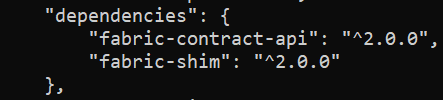 "dependencies": {
"fabric-contract-api": "^2.0.0",
"fabric-shim": "^2.0.0"
},